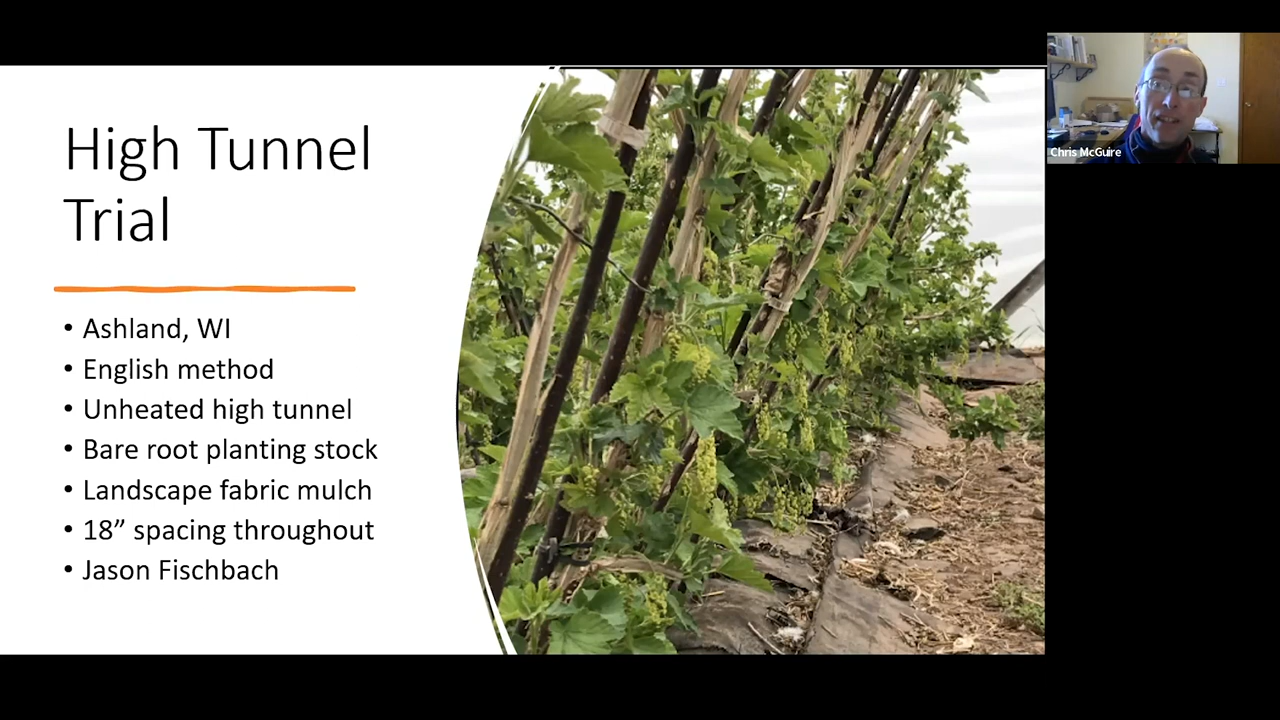 High Tunnel
Trial
• Ashland, WI
• English method
• Unheated high tunnel
• Bare root planting stock
• Landscape fabric mulch
• 18” spacing throughout
• Jason Fischbach
Chris McGuire